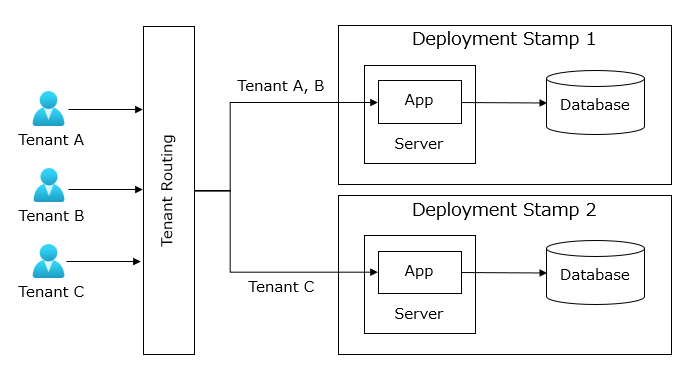 Tenant A
Tenant B
Tenant C
Tenant Routing
Tenant A, B
Tenant C
Deployment Stamp 1
App
Server
Database
Deployment Stamp 2
App
Server
Database